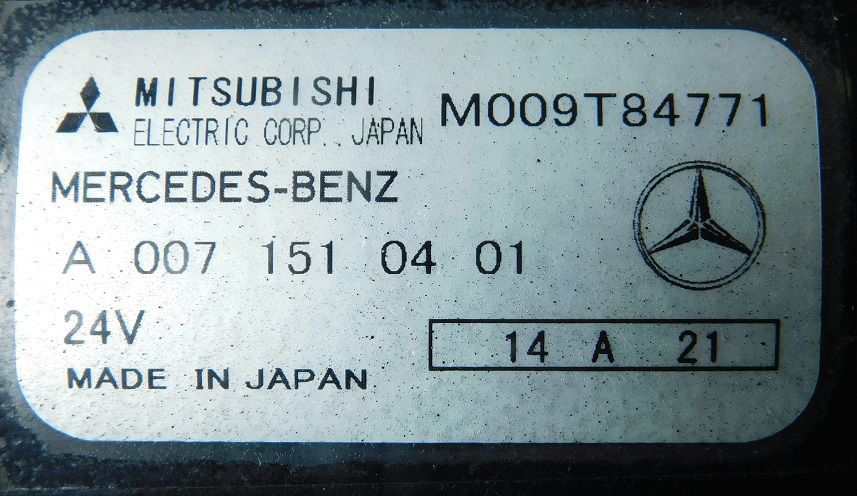 MITSUBISHI
ELECTRIC CORP., JAPAN
M009T84771
MERCEDES-BENZ
A 007 151 04 01
24V
14 A 21
MADE IN JAPAN